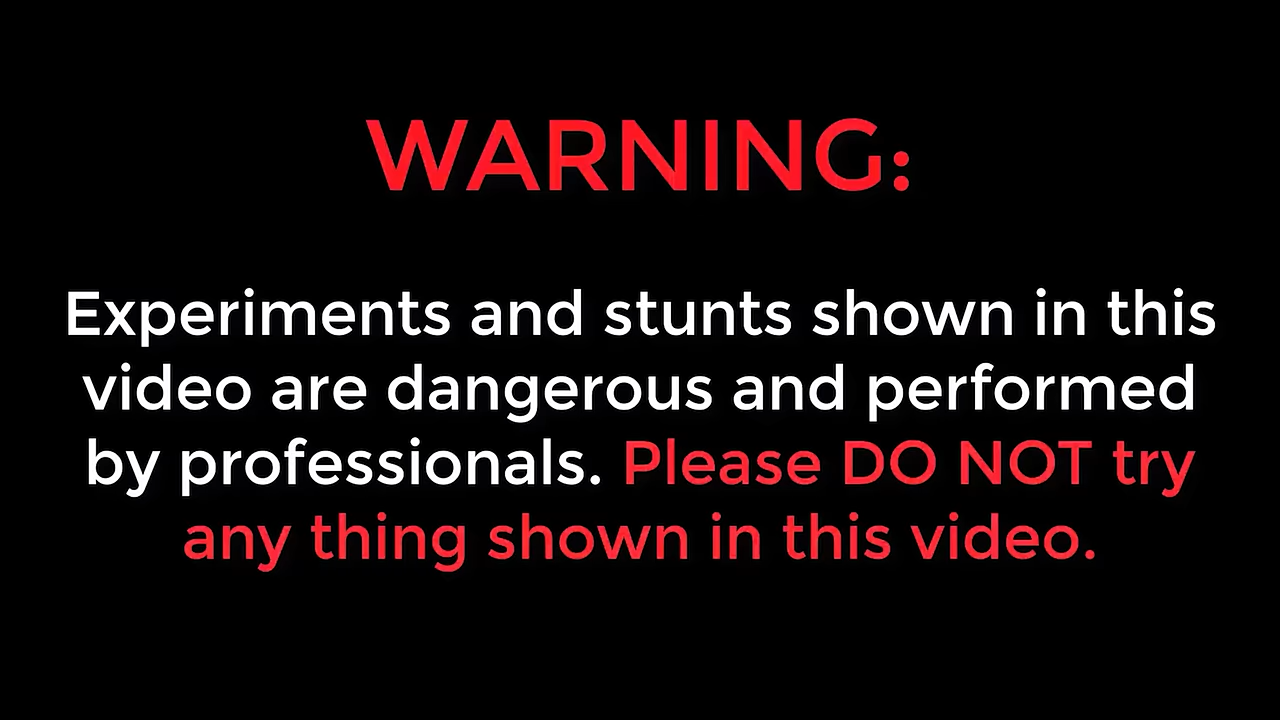 WARNING:
Experiments and stunts shown in this
video are dangerous and performed
by professionals. Please DO NOT try
any thing shown in this video.